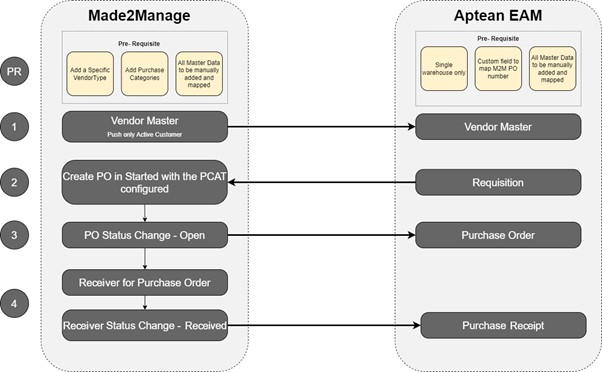 Made2Manage
Aptean EAM
PR
Pre- Requisite
Add a Specific
VendorType
Add Purchase
Categories
All Master Data
to be manually
added and
mapped
Pre- Requisite
Single
warehouse only
Custom field to
map M2M PO
number
All Master Data
to be manually
added and
mapped
1
Vendor Master
Push only Active Customer
Vendor Master
2
Create PO in Started with the PCAT
configured
Requisition
3
PO Status Change - Open
Purchase Order
4
Receiver for Purchase Order
Receiver Status Change - Received
Purchase Receipt